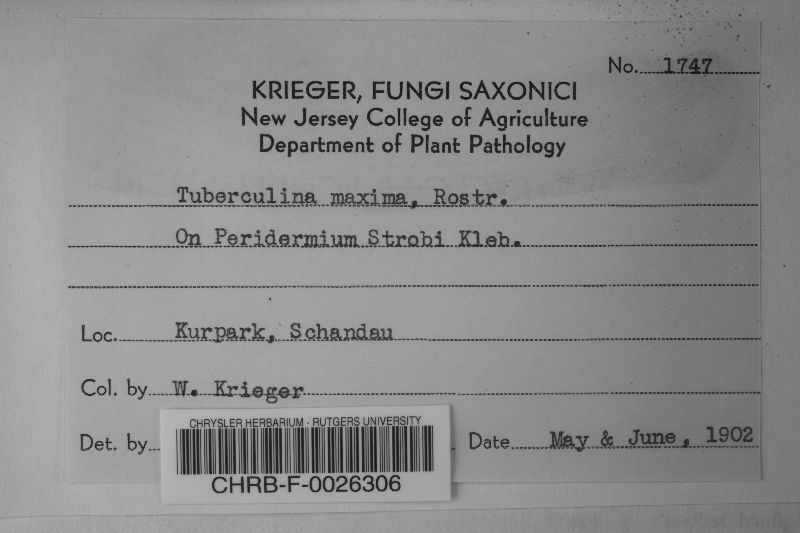 No. 1747
KRIEGER, FUNGI SAXONICI
New Jersey College of Agriculture
Department of Plant Pathology
Tuberculina maxima, Rostr.
On Peridermium Strobi Kleb.
Loc. Kurpark, Schandau
Col. by W. Krieger
Det. by Date May & June, 1902
CHRYSLER HERBARIUM - RUTGERS UNIVERSITY
CHRB-F-0026306